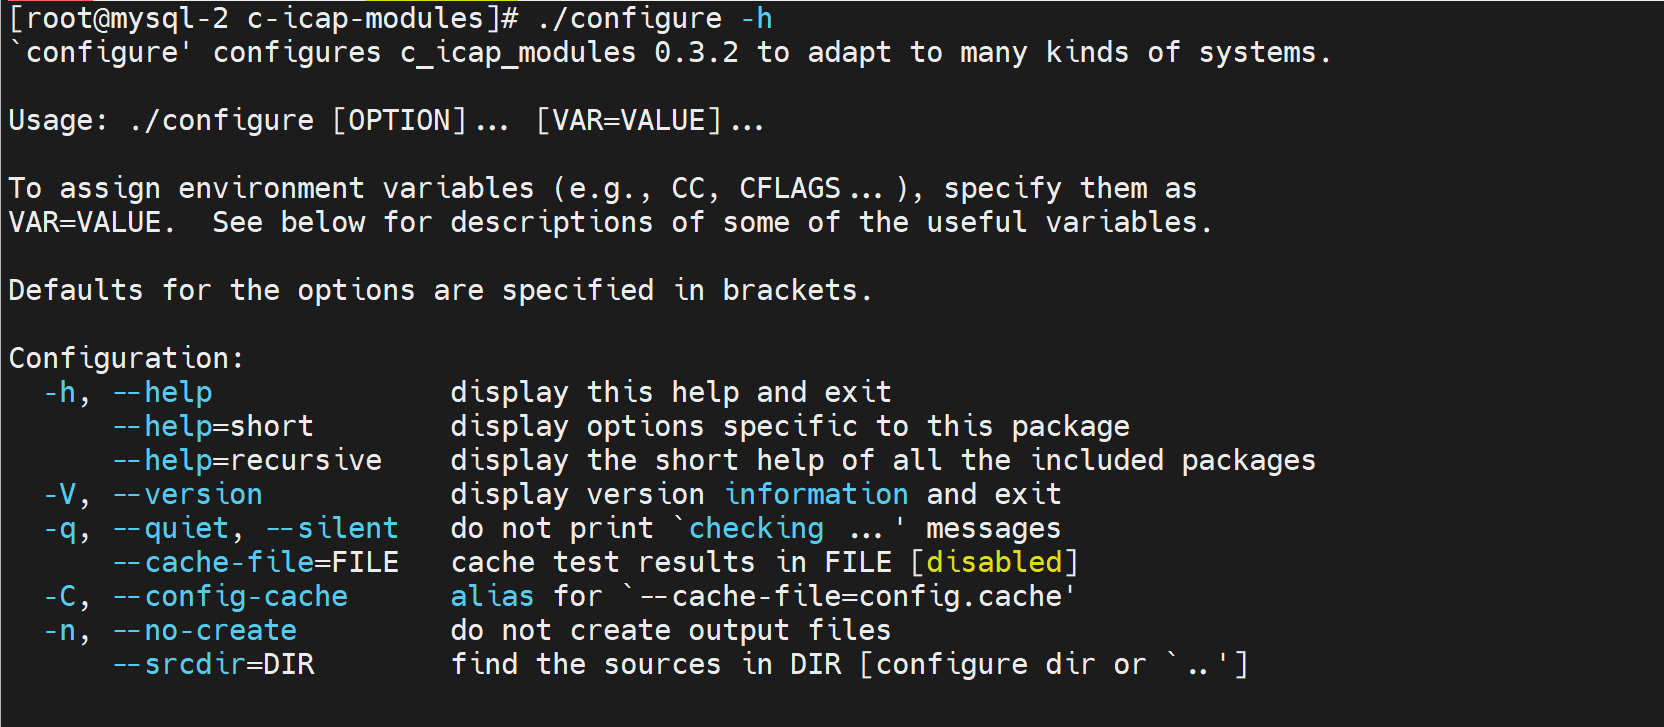 [root@mysql-2 c-icap-modules]# ./configure -h
`configure' configures c_icap_modules 0.3.2 to adapt to many kinds of systems.
Usage: ./configure [OPTION]... [VAR=VALUE]...
To assign environment variables (e.g., CC, CFLAGS...), specify them as
VAR=VALUE.  See below for descriptions of some of the useful variables.
Defaults for the options are specified in brackets.
Configuration:
  -h, --help              display this help and exit
      --help=short        display options specific to this package
      --help=recursive    display the short help of all the included packages
  -V, --version           display version information and exit
  -q, --quiet, --silent   do not print `checking ...' messages
      --cache-file=FILE   cache test results in FILE [disabled]
  -C, --config-cache      alias for `--cache-file=config.cache'
  -n, --no-create         do not create output files
      --srcdir=DIR        find the sources in DIR [configure dir or `..']